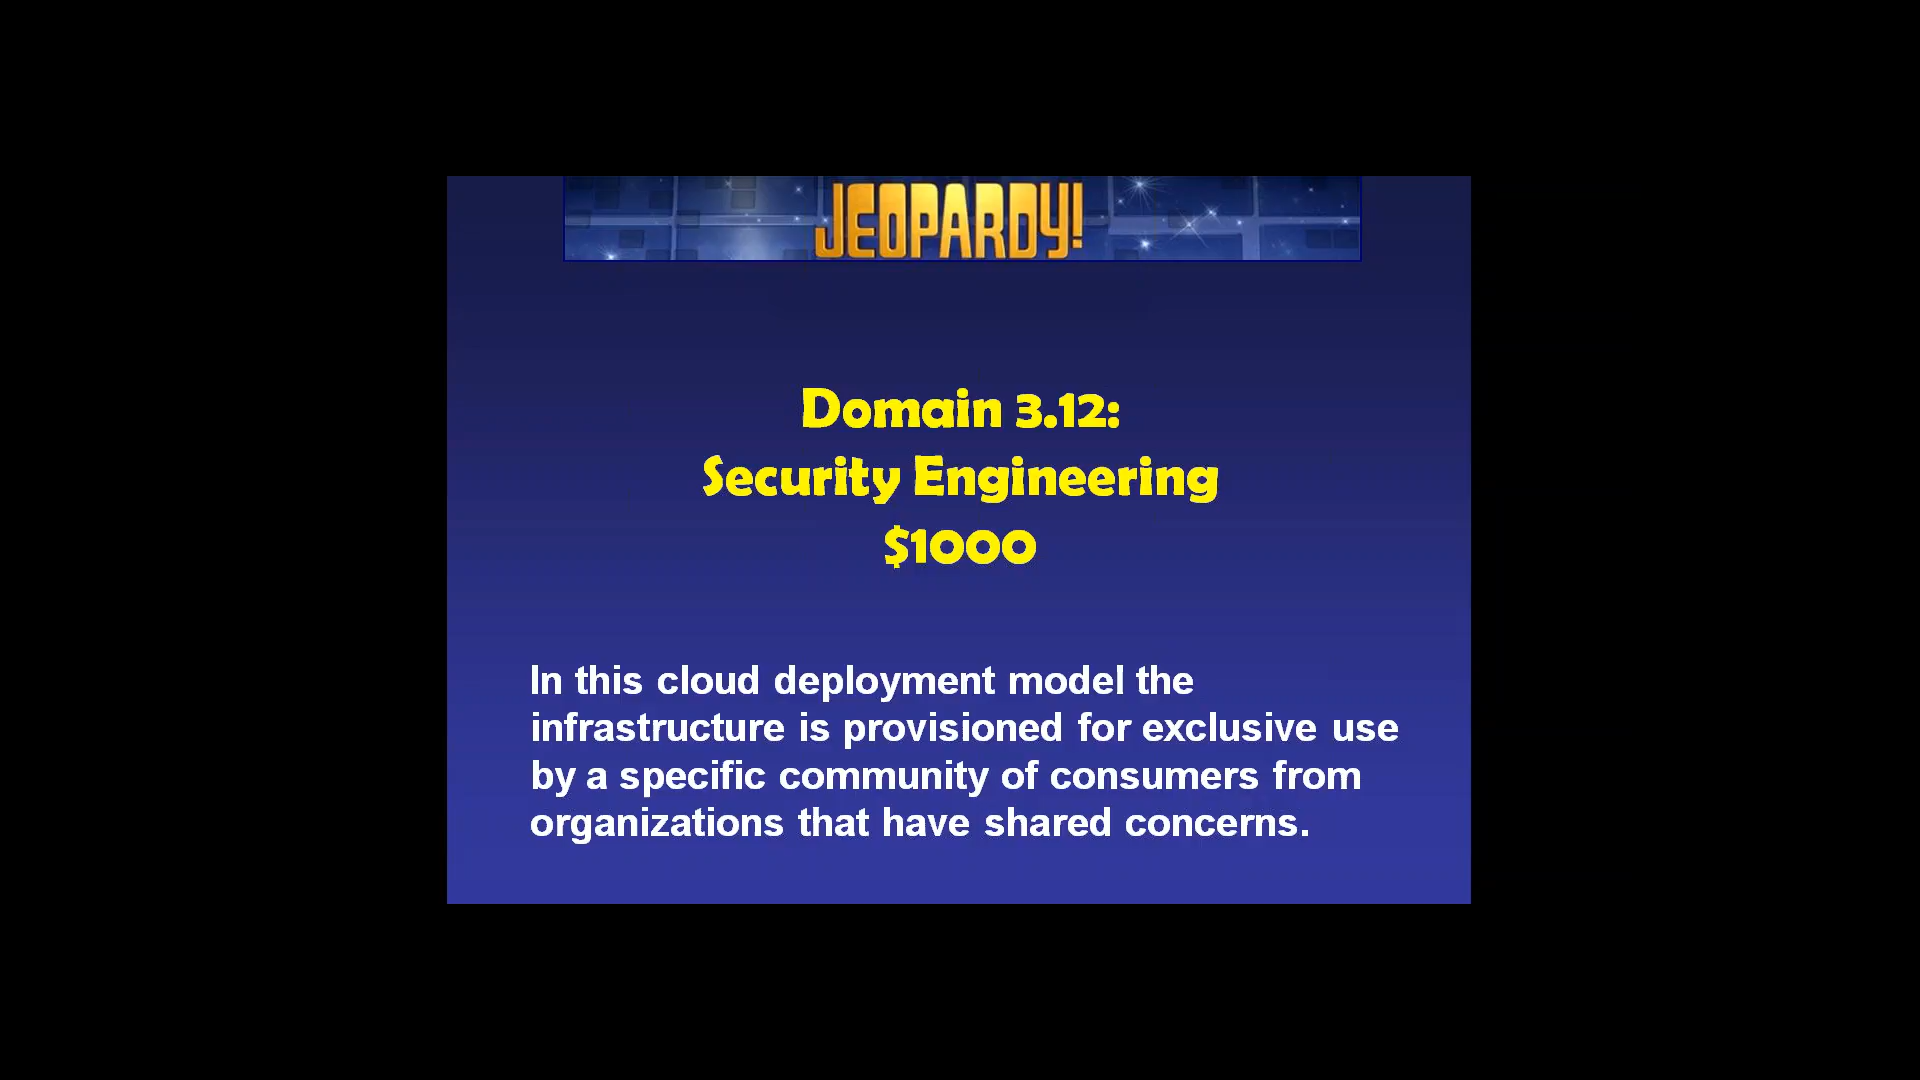 JEOPARDY!
Domain 3.12:
Security Engineering
$1000
In this cloud deployment model the
infrastructure is provisioned for exclusive use
by a specific community of consumers from
organizations that have shared concerns.